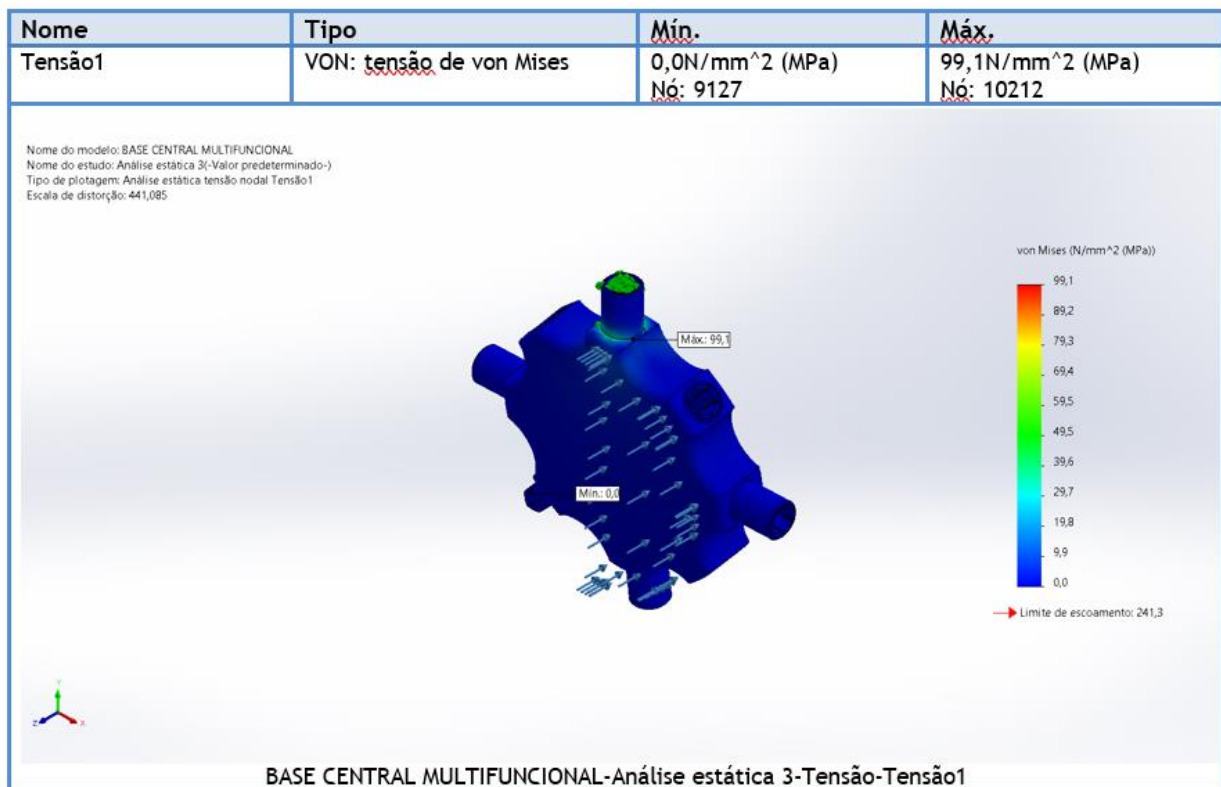 Nome Tipo Mín. Máx.
Tensão1 VON: tensão de von Mises 0,0N/mm^2 (MPa) 99,1N/mm^2 (MPa)
Nó: 9127 Nó: 10212
Nome do modelo: BASE CENTRAL MULTIFUNCIONAL
Nome do estudo: Análise estática 3(-Valor predeterminado-)
Tipo de plotagem: Análise estática tensão nodal Tensão1
Escala de distorção: 441,085
von Mises (N/mm^2 (MPa))
99,1
89,2
79,3
69,4
59,5
49,5
39,6
29,7
19,8
9,9
0,0
Limite de escoamento: 241,3
Máx.: 99,1
Mín.: 0,0
Y
Z X
BASE CENTRAL MULTIFUNCIONAL-Análise estática 3-Tensão-Tensão1